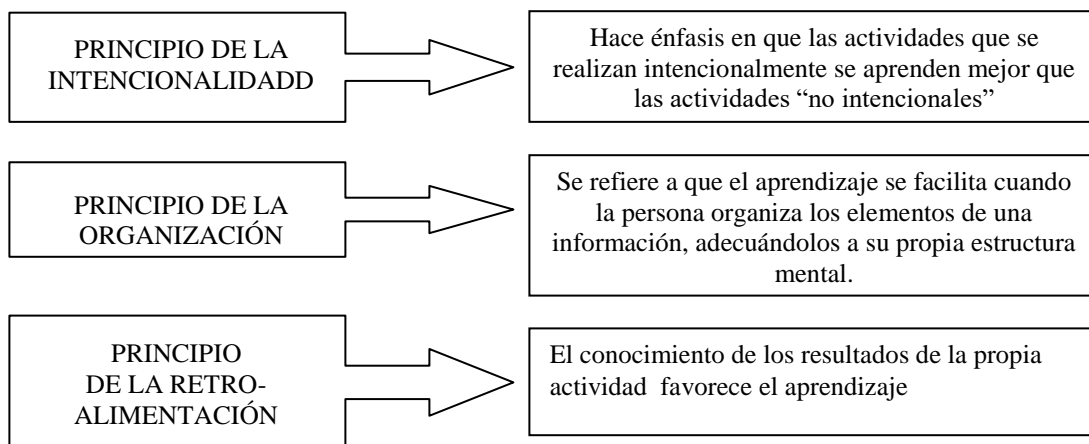 PRINCIPIO DE LA
INTENCIONALIDADD
Hace énfasis en que las actividades que se
realizan intencionalmente se aprenden mejor que
las actividades “no intencionales”
PRINCIPIO DE LA
ORGANIZACIÓN
Se refiere a que el aprendizaje se facilita cuando
la persona organiza los elementos de una
información, adecuándolos a su propia estructura
mental.
PRINCIPIO
DE LA RETRO-
ALIMENTACIÓN
El conocimiento de los resultados de la propia
actividad favorece el aprendizaje